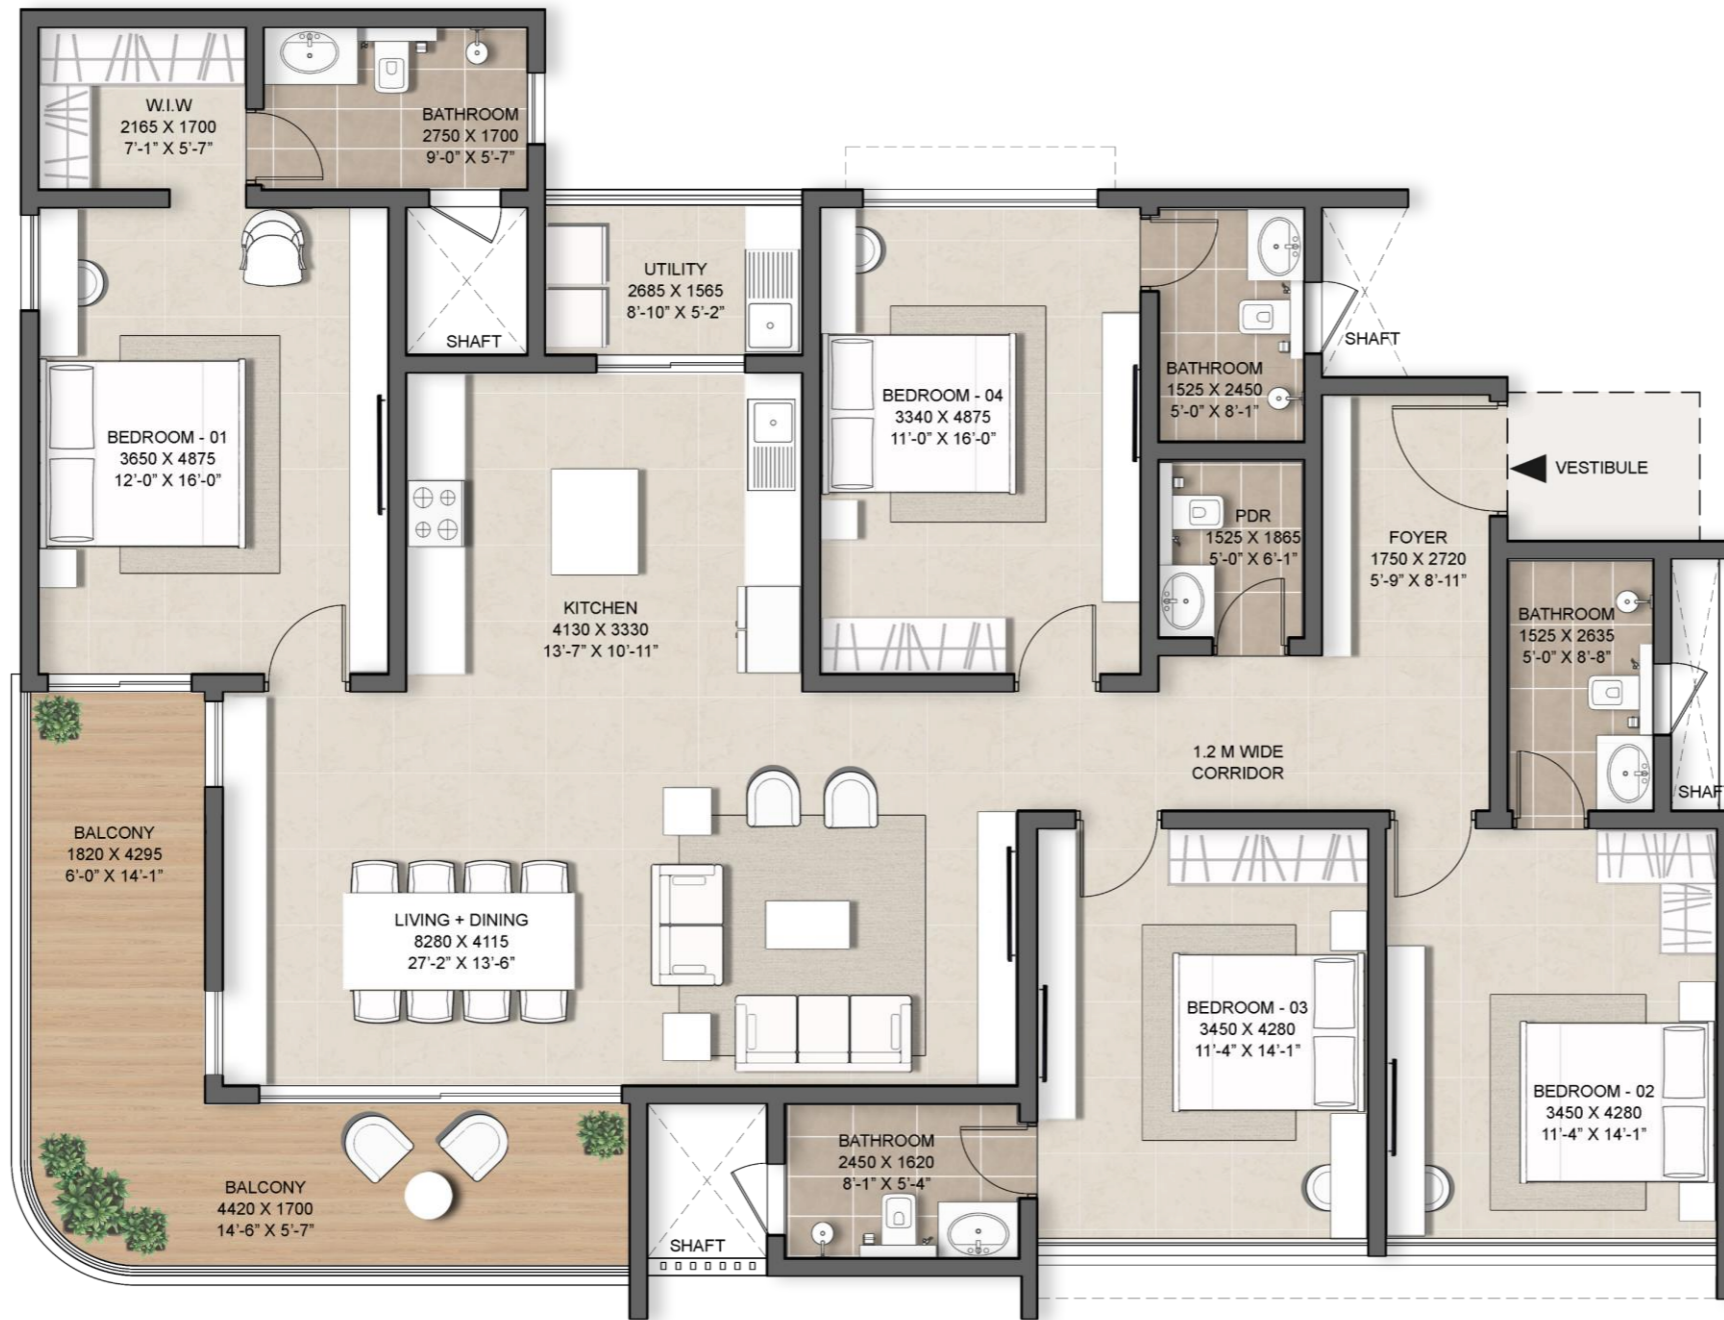 W.I.W
2165 X 1700
7'-1" X 5'-7"
BATHROOM
2750 X 1700
9'-0" X 5'-7"
SHAFT
UTILITY
2685 X 1565
8'-10" X 5'-2"
BEDROOM - 01
3650 X 4875
12'-0" X 16'-0"
KITCHEN
4130 X 3330
13'-7" X 10'-11"
BEDROOM - 04
3340 X 4875
11'-0" X 16'-0"
BATHROOM
1525 X 2450
5'-0" X 8'-1"
SHAFT
VESTIBULE
PDR
1525 X 1865
5'-0" X 6'-1"
FOYER
1750 X 2720
5'-9" X 8'-11"
BATHROOM
1525 X 2635
5'-0" X 8'-8"
SHAF
1.2 M WIDE
CORRIDOR
BALCONY
1820 X 4295
6'-0" X 14'-1"
LIVING + DINING
8280 X 4115
27'-2" X 13'-6"
BEDROOM - 03
3450 X 4280
11'-4" X 14'-1"
BEDROOM - 02
3450 X 4280
11'-4" X 14'-1"
BALCONY
4420 X 1700
14'-6" X 5'-7"
SHAFT
BATHROOM
2450 X 1620
8'-1" X 5'-4"